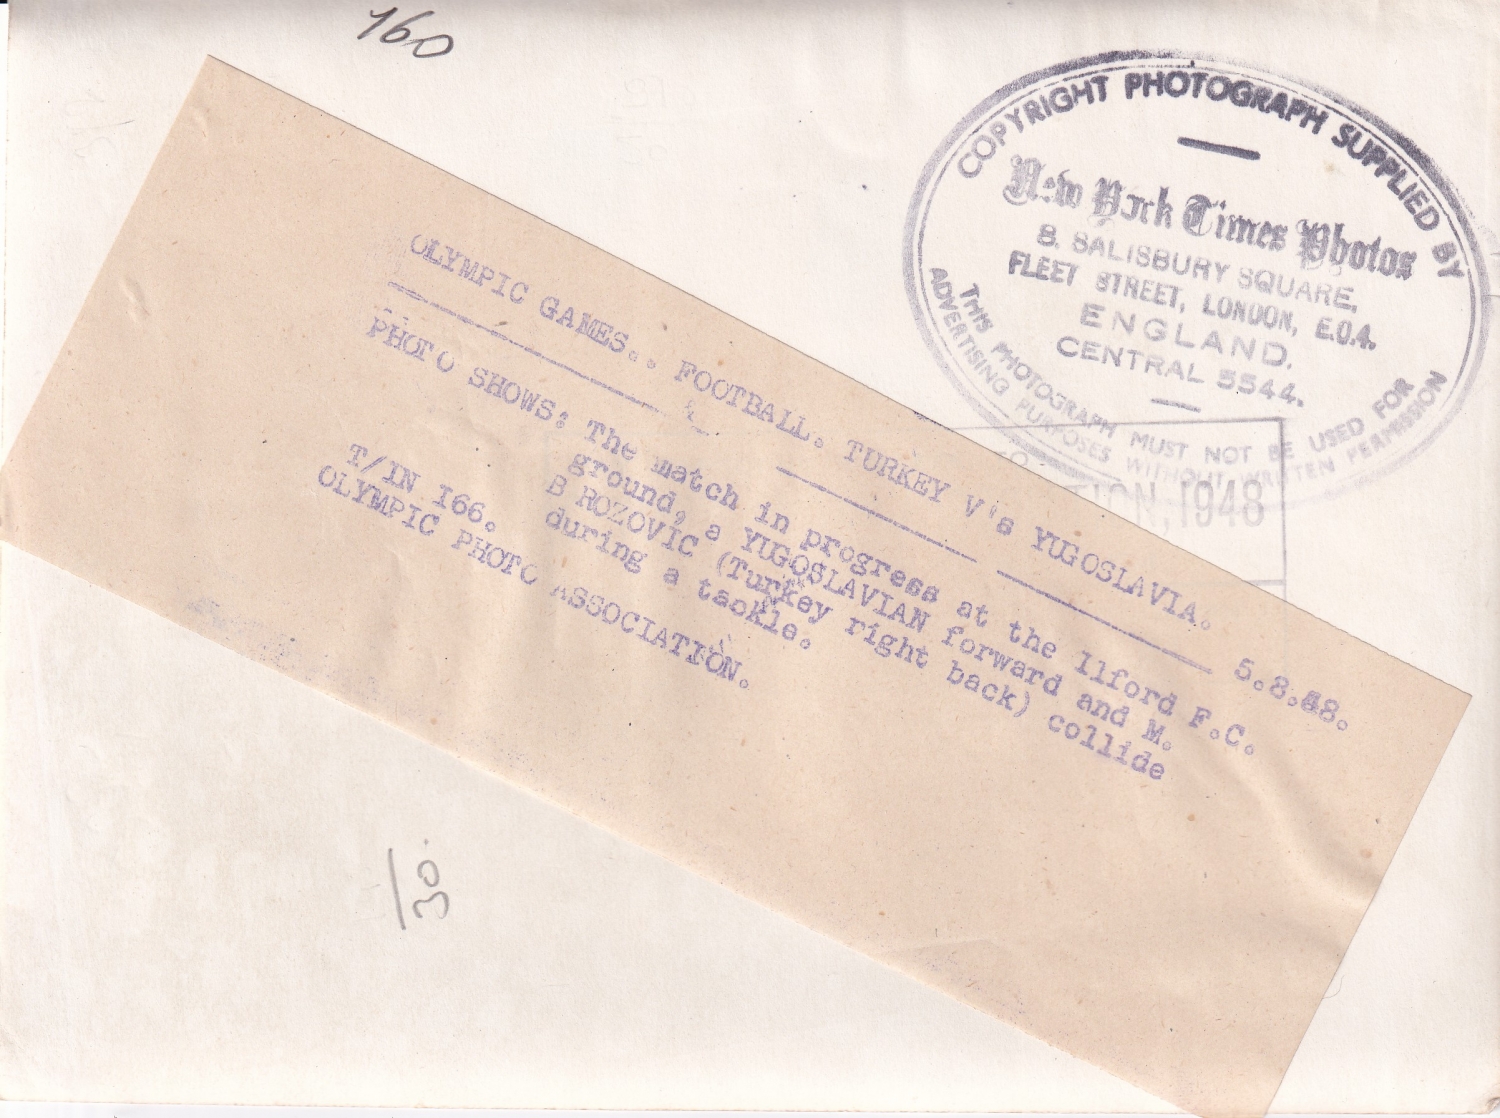 160
COPYRIGHT PHOTOGRAPH SUPPLIED BY
New York Times Photos
8. SALISBURY SQUARE,
FLEET STREET, LONDON, E.C.4.
ENGLAND.
CENTRAL 5544.
THIS PHOTOGRAPH MUST NOT BE USED FOR
ADVERTISING PURPOSES WITHOUT WRITTEN PERMISSION
1948
OLYMPIC GAMES.. FOOTBALL. TURKEY V's YUGOSLAVIA.
5.8.48.
PHOTO SHOWS: The match in progress at the Ilford F.C.
ground, a YUGOSLAVIAN forward and M.
B ROZOVIC (Turkey right back) collide
during a tackle.
T/IN I66.
OLYMPIC PHOTO ASSOCIATION.
/30